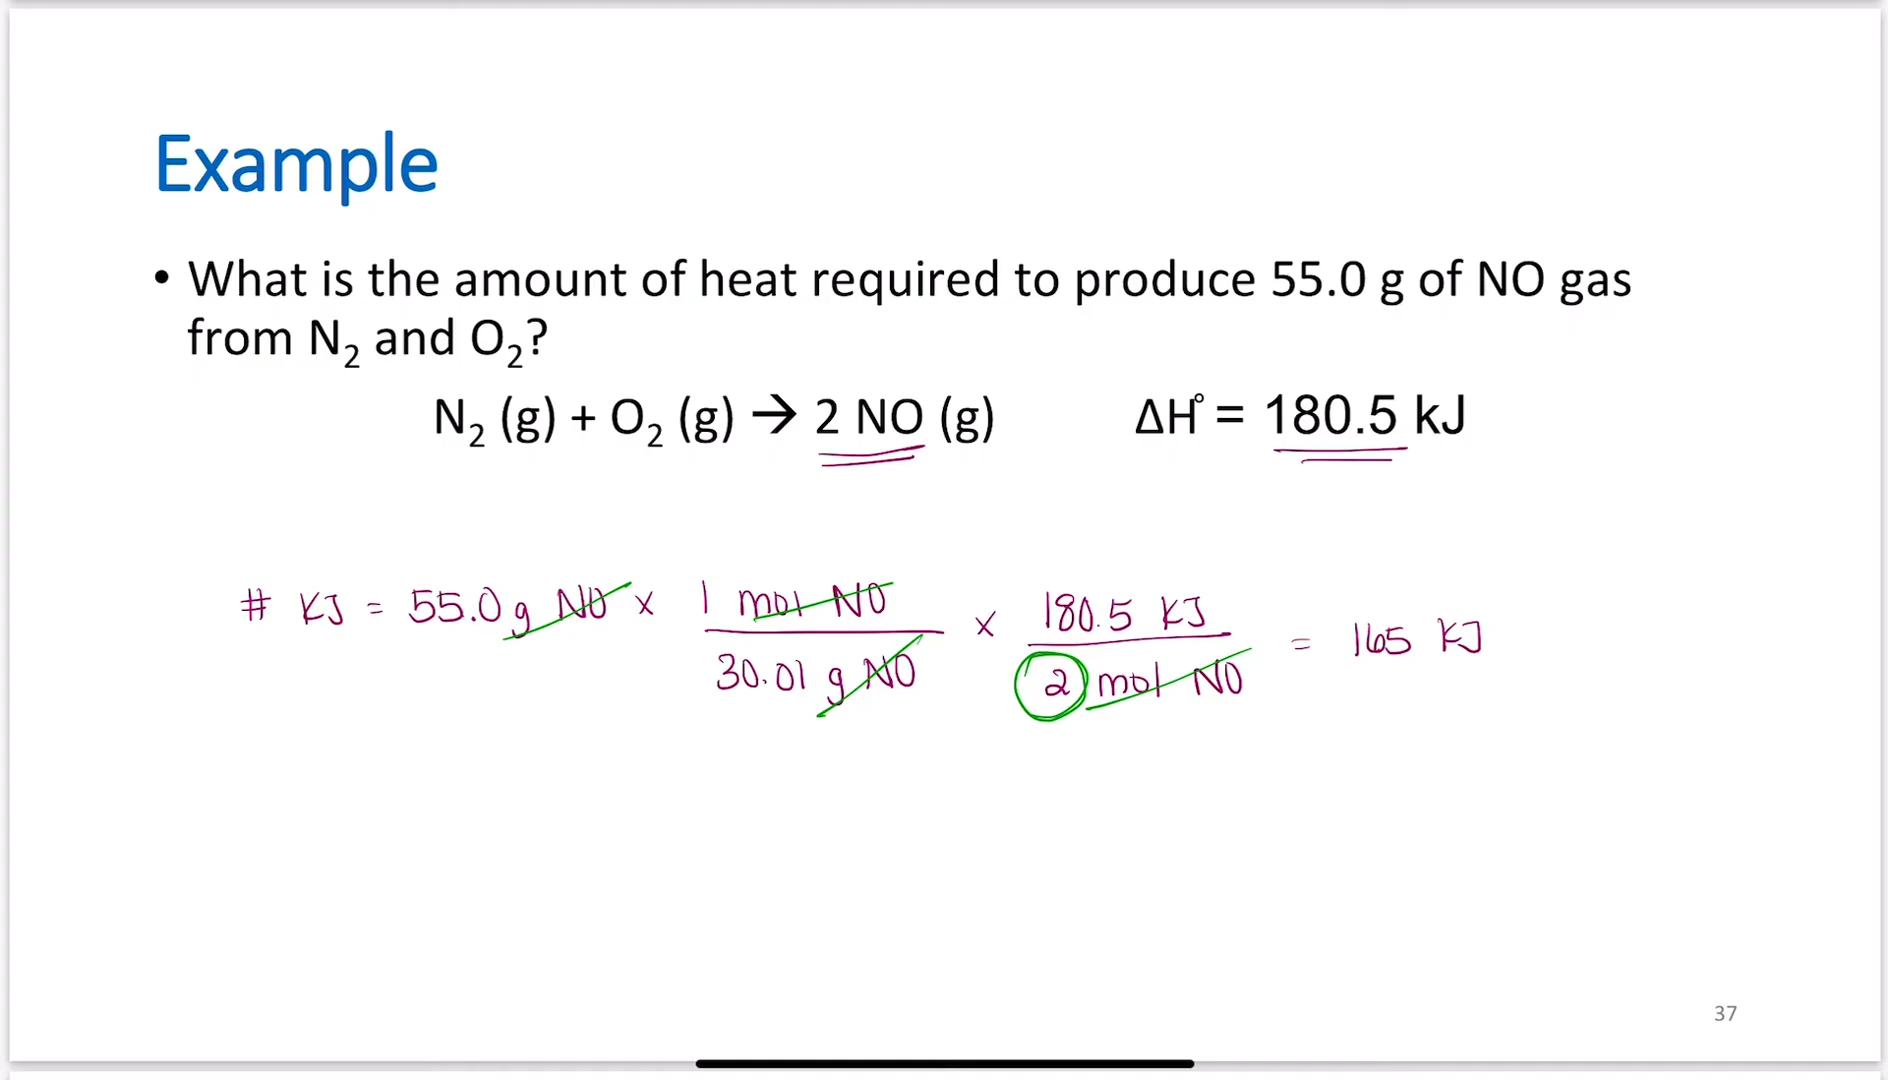 Example
• What is the amount of heat required to produce 55.0 g of NO gas
from N₂ and O₂?
N₂ (g) + O₂ (g) → 2 NO (g) ΔH° = 180.5 kJ
# KJ = 55.0 g NO × 1 mol NO / 30.01 g NO × 180.5 KJ / 2 mol NO = 165 KJ
37